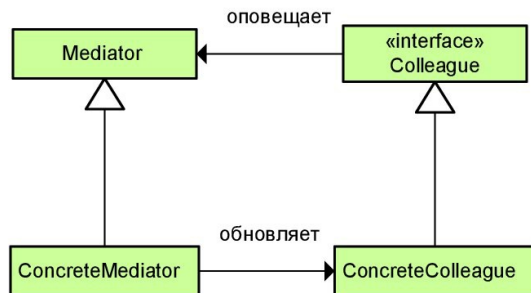 оповещает
Mediator
«interface»
Colleague
обновляет
ConcreteMediator
ConcreteColleague